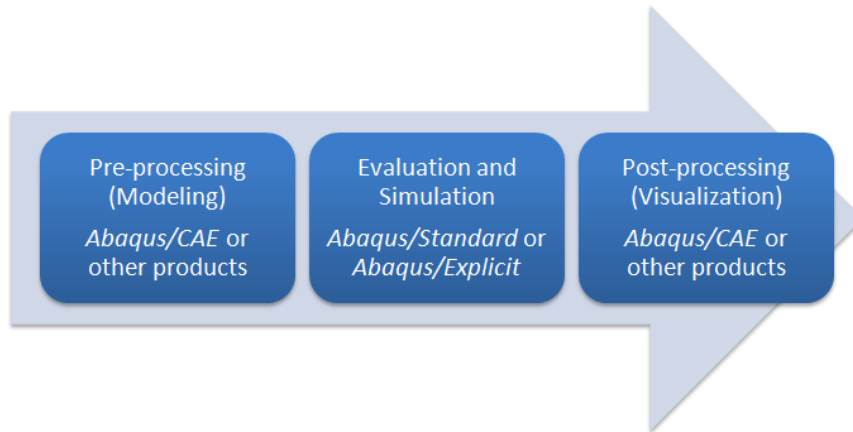 Pre-processing
(Modeling)
Abaqus/CAE or
other products
Evaluation and
Simulation
Abaqus/Standard or
Abaqus/Explicit
Post-processing
(Visualization)
Abaqus/CAE or
other products